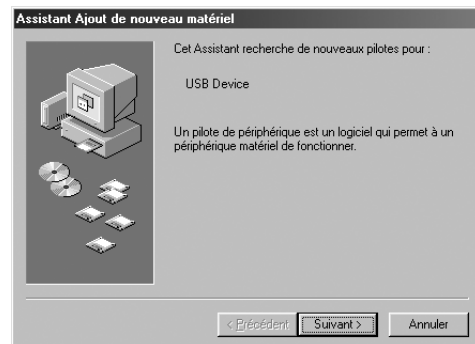 Assistant Ajout de nouveau matériel
Cet Assistant recherche de nouveaux pilotes pour :
USB Device
Un pilote de périphérique est un logiciel qui permet à un
périphérique matériel de fonctionner.
< Précédent Suivant > Annuler